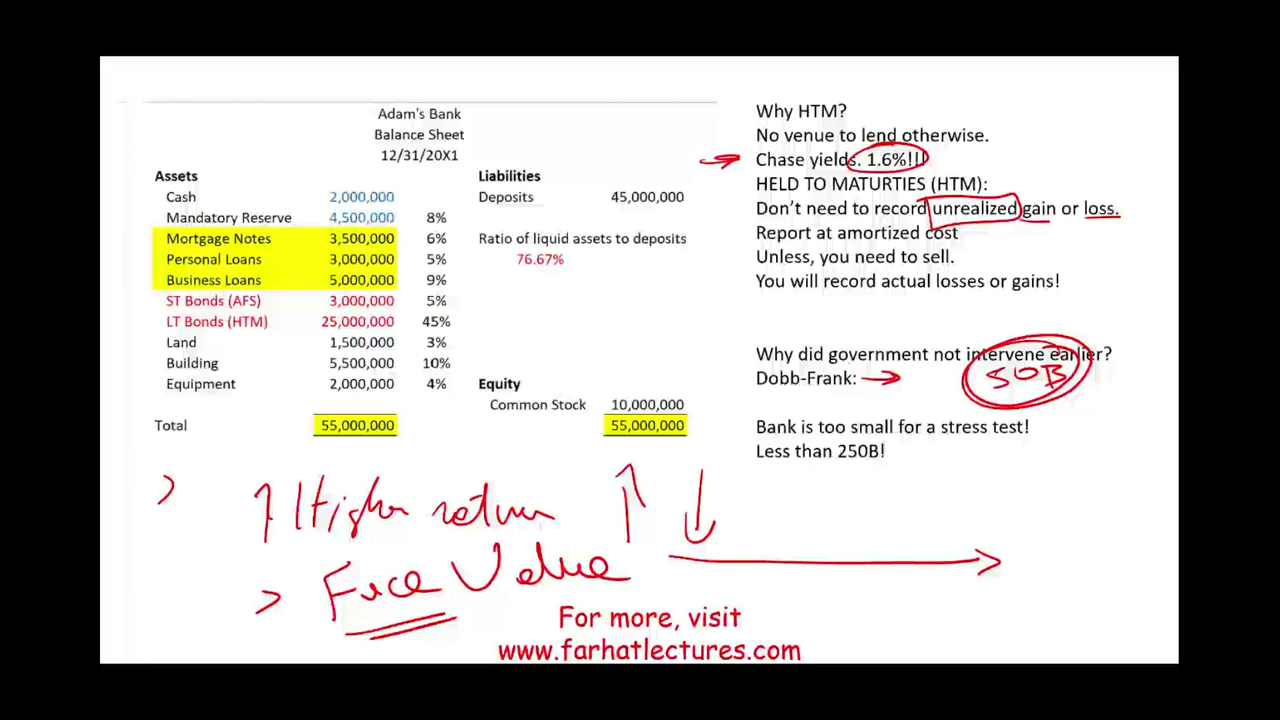 Adam's Bank
Balance Sheet
12/31/20X1
Assets
Cash 2,000,000
Mandatory Reserve 4,500,000 8%
Mortgage Notes 3,500,000 6%
Personal Loans 3,000,000 5%
Business Loans 5,000,000 9%
ST Bonds (AFS) 3,000,000 5%
LT Bonds (HTM) 25,000,000 45%
Land 1,500,000 3%
Building 5,500,000 10%
Equipment 2,000,000 4%
Total 55,000,000
Liabilities
Deposits 45,000,000
Ratio of liquid assets to deposits
76.67%
Equity
Common Stock 10,000,000
55,000,000
Why HTM?
No venue to lend otherwise.
Chase yields. 1.6%!!!
HELD TO MATURTIES (HTM):
Don't need to record unrealized gain or loss.
Report at amortized cost
Unless, you need to sell.
You will record actual losses or gains!
Why did government not intervene earlier?
Dobb-Frank:
50B
Bank is too small for a stress test!
Less than 250B!
Higher return
Face Value
For more, visit
www.farhatlectures.com